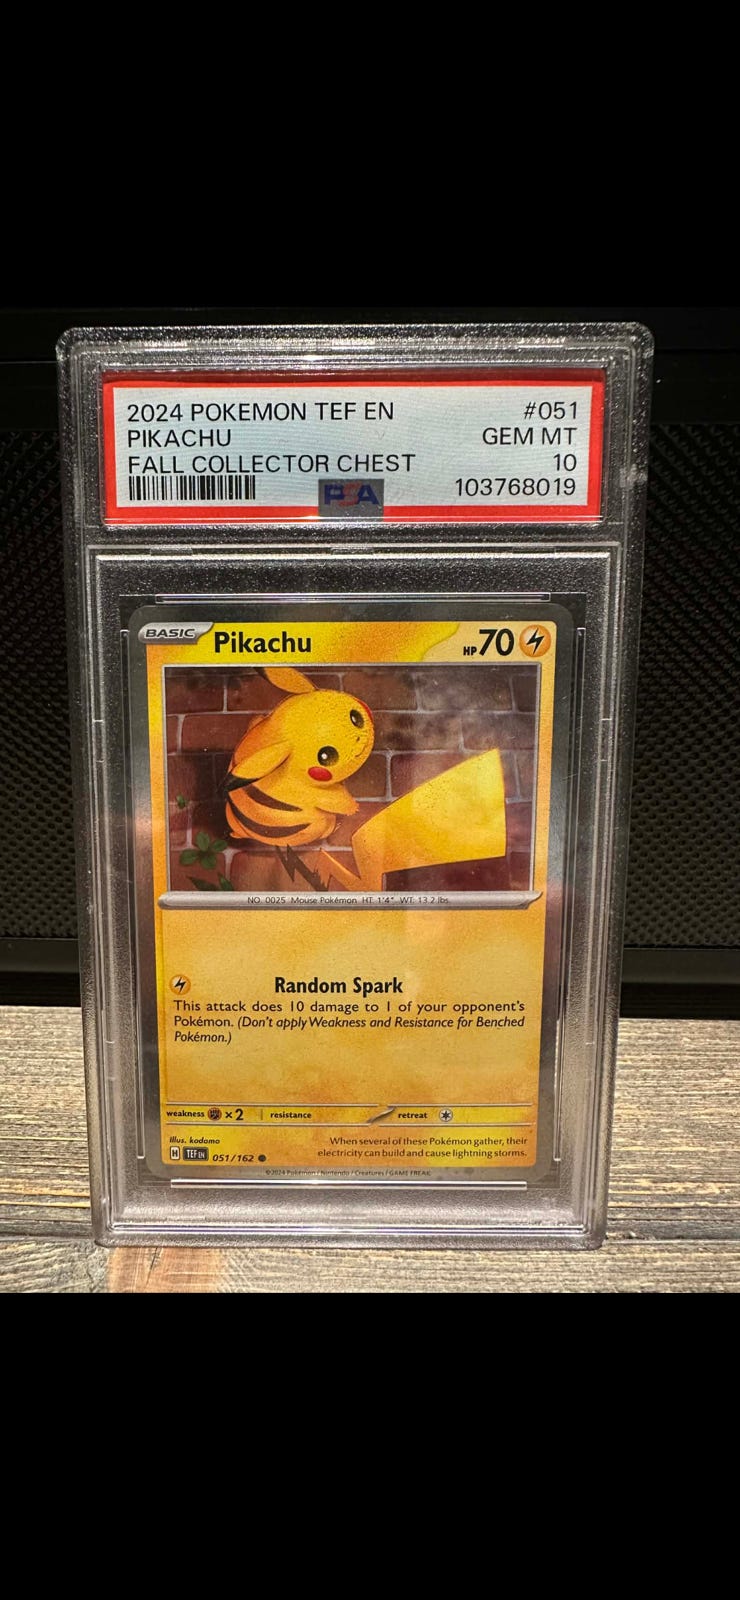 2024 POKEMON TEF EN #051
PIKACHU GEM MT
FALL COLLECTOR CHEST 10
PSA 103768019
BASIC Pikachu HP 70
NO. 0025 Mouse Pokémon HT: 1'4" WT: 13.2 lbs.
Random Spark
This attack does 10 damage to 1 of your opponent's
Pokémon. (Don't apply Weakness and Resistance for Benched
Pokémon.)
weakness ×2 resistance retreat
Illus. kodama
When several of these Pokémon gather, their
electricity can build and cause lightning storms.
H TEF EN 051/162
©2024 Pokémon / Nintendo / Creatures / GAME FREAK